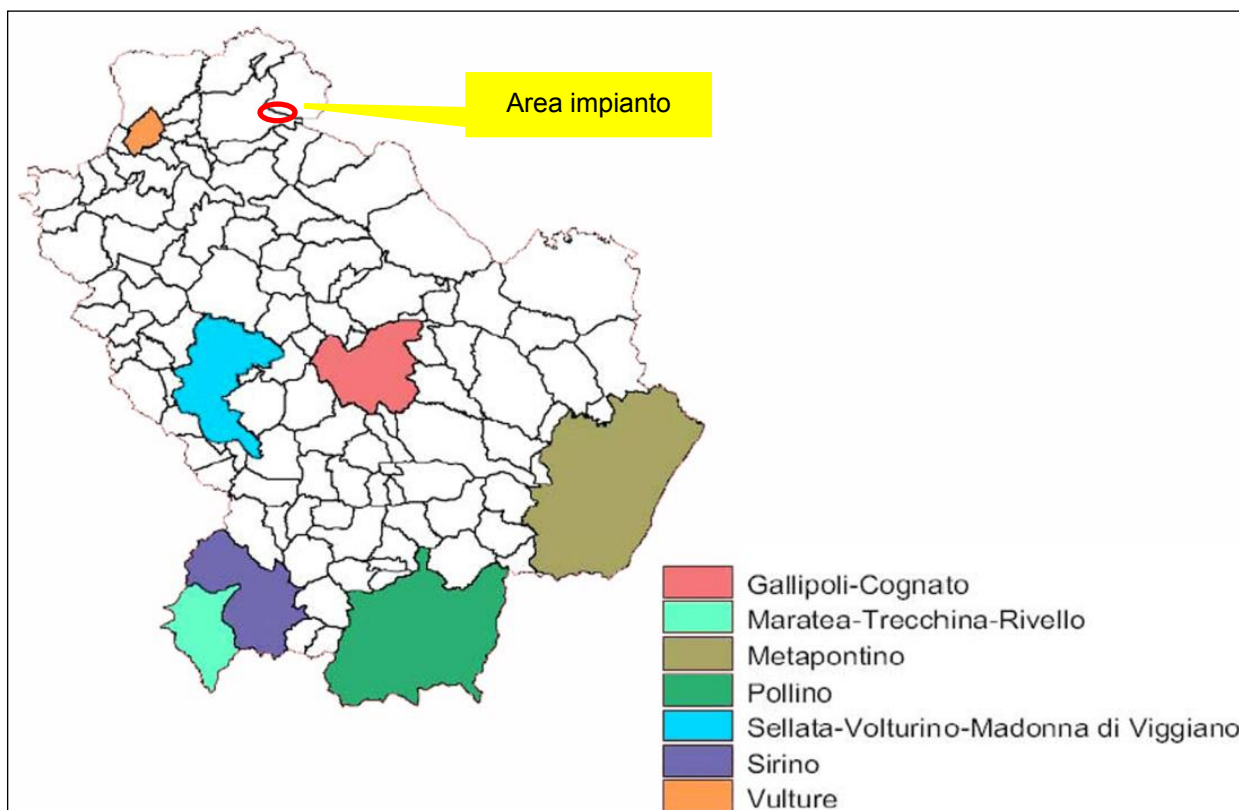 Area impianto
Gallipoli-Cognato
Maratea-Trecchina-Rivello
Metapontino
Pollino
Sellata-Volturino-Madonna di Viggiano
Sirino
Vulture